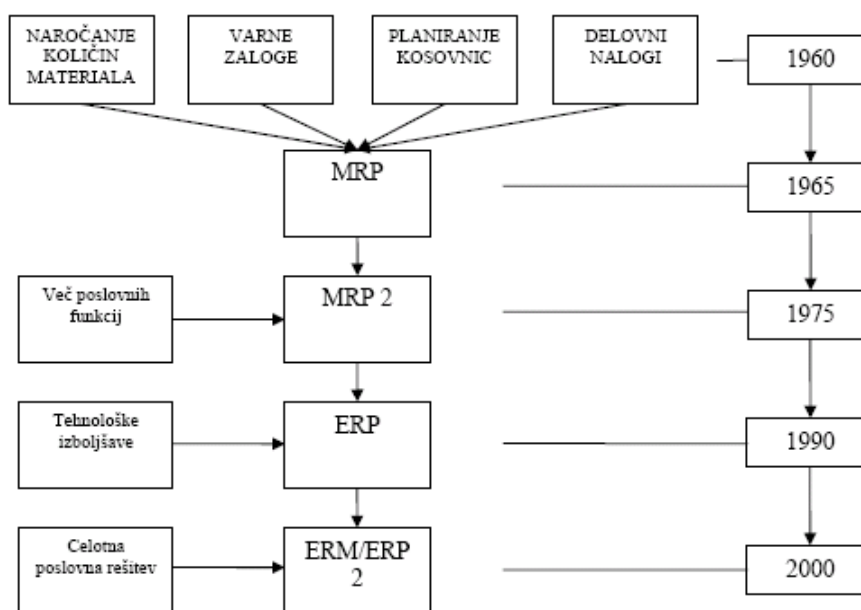 NAROČANJE
KOLIČIN
MATERIALA
VARNE
ZALOGE
PLANIRANJE
KOSOVNIC
DELOVNI
NALOGI
1960
MRP
1965
Več poslovnih
funkcij
MRP 2
1975
Tehnološke
izboljšave
ERP
1990
Celotna
poslovna rešitev
ERM/ERP
2
2000